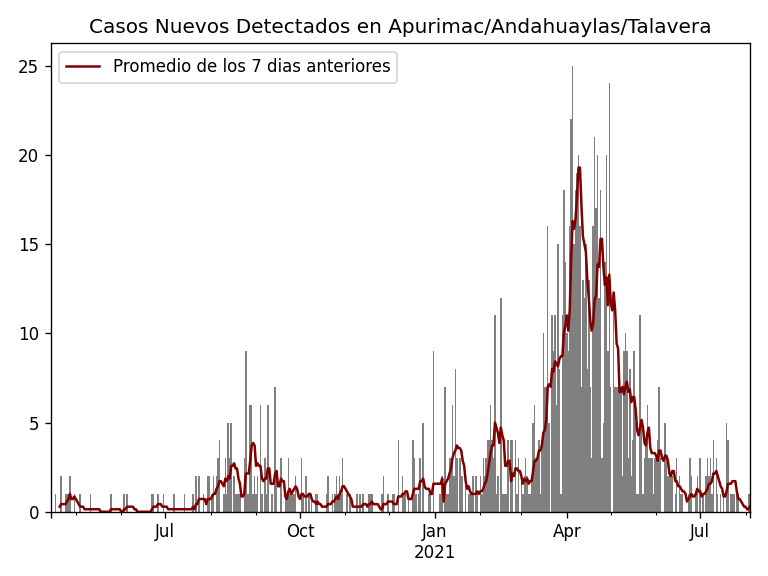 Casos Nuevos Detectados en Apurimac/Andahuaylas/Talavera
Promedio de los 7 dias anteriores
25
20
15
10
5
0
Jul
Oct
Jan
2021
Apr
Jul